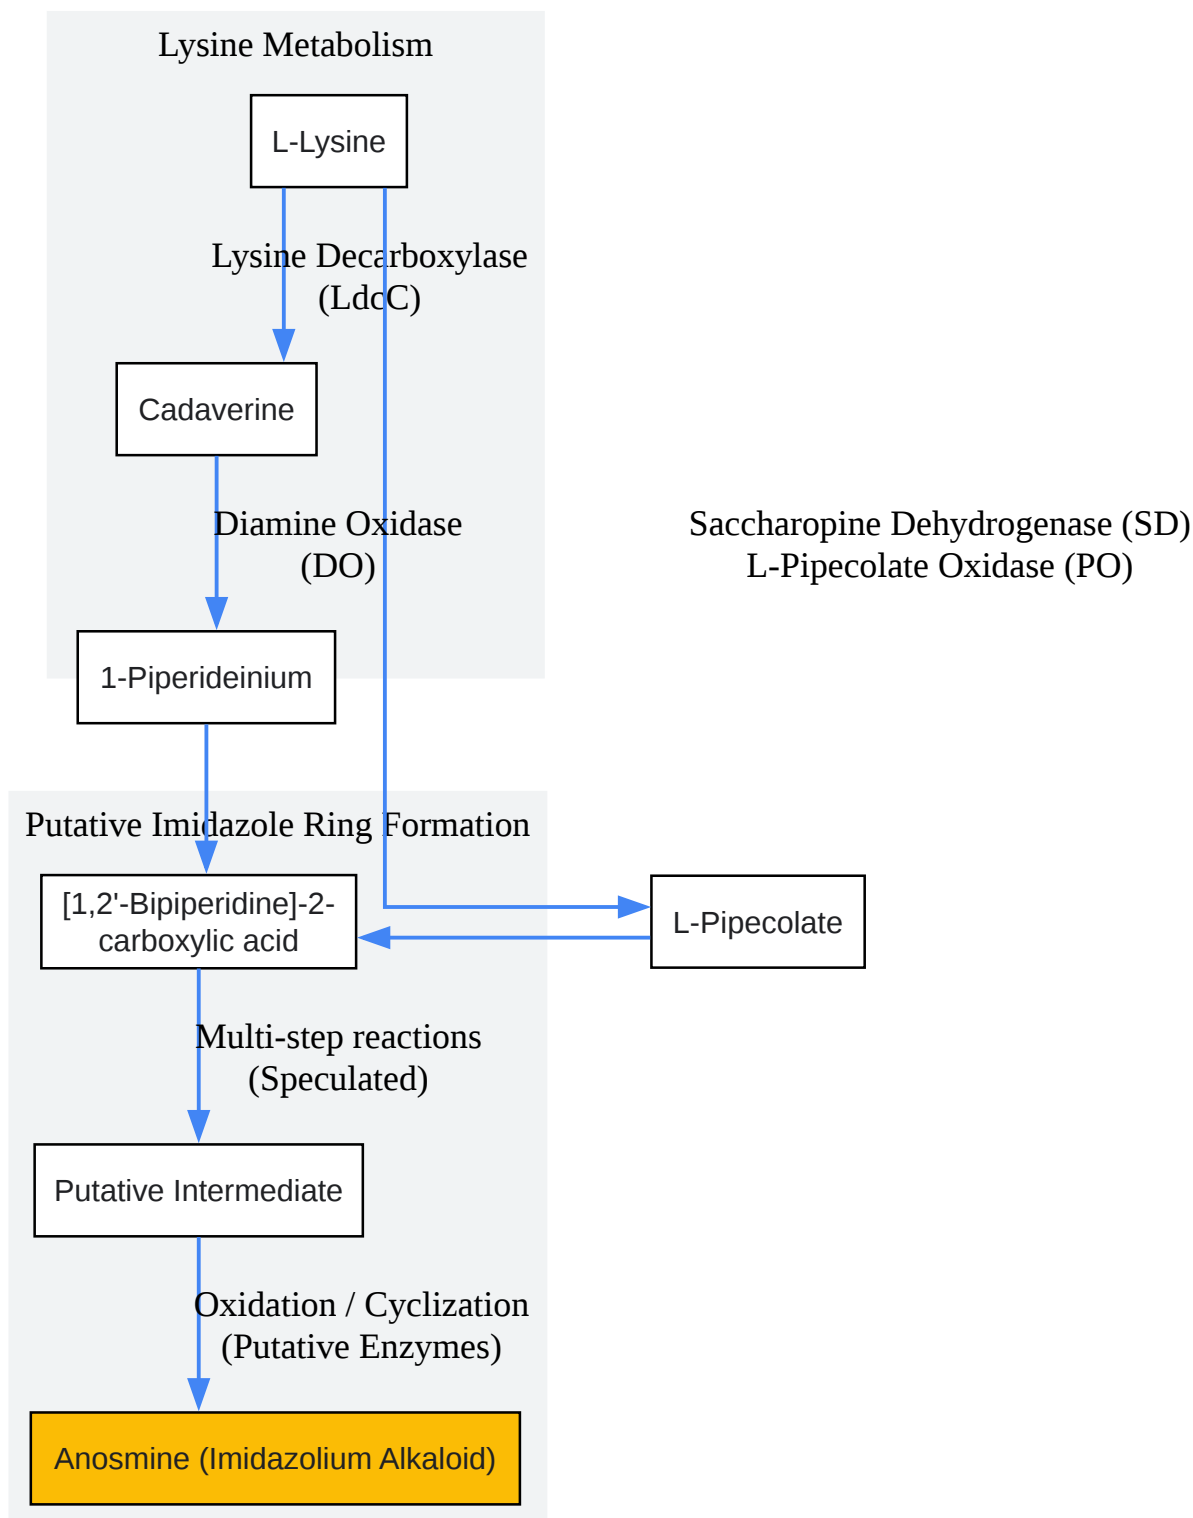 Lysine Metabolism
L-Lysine
Lysine Decarboxylase
(LdcC)
Cadaverine
Diamine Oxidase
(DO)
Saccharopine Dehydrogenase (SD)
L-Pipecolate Oxidase (PO)
1-Piperideinium
Putative Imidazole Ring Formation
[1,2'-Bipiperidine]-2-
carboxylic acid
L-Pipecolate
Multi-step reactions
(Speculated)
Putative Intermediate
Oxidation / Cyclization
(Putative Enzymes)
Anosmine (Imidazolium Alkaloid)